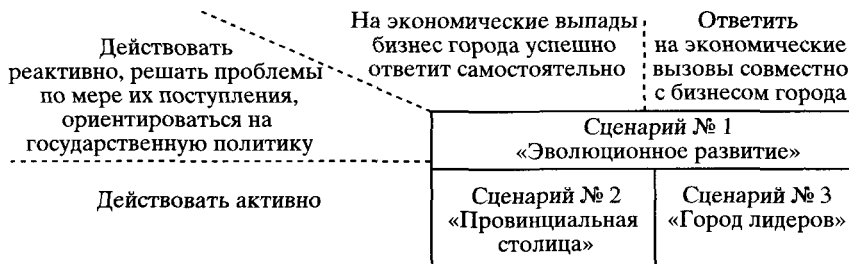 На экономические выпады
бизнес города успешно
ответит самостоятельно
Ответить
на экономические
вызовы совместно
с бизнесом города
Действовать
реактивно, решать проблемы
по мере их поступления,
ориентироваться на
государственную политику
Сценарий № 1
«Эволюционное развитие»
Действовать активно
Сценарий № 2
«Провинциальная
столица»
Сценарий № 3
«Город лидеров»